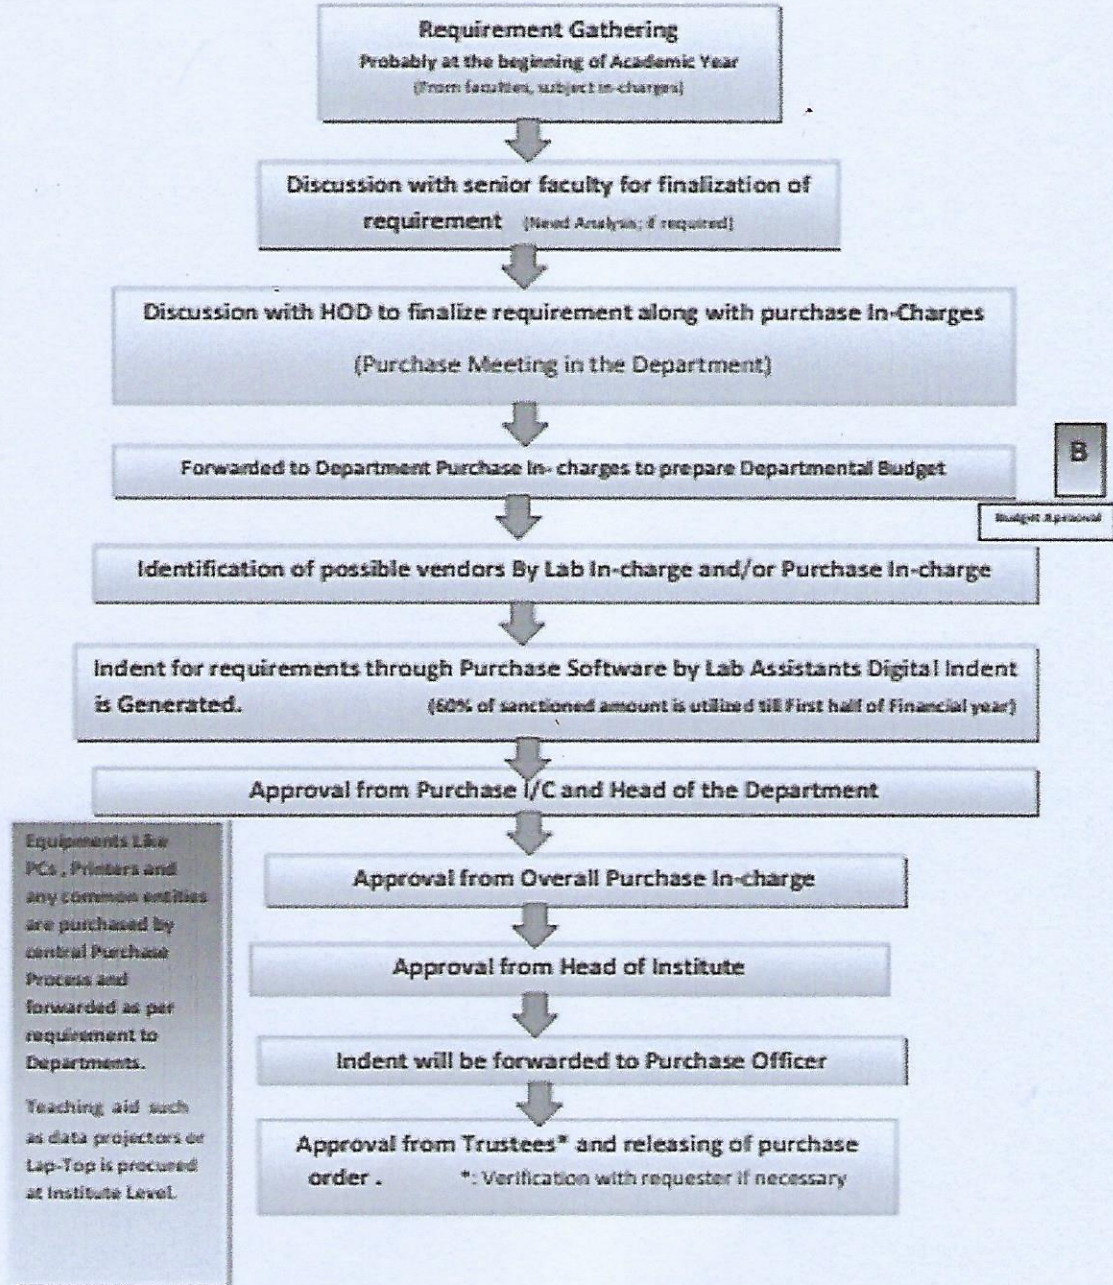 Requirement Gathering
Probably at the beginning of Academic Year
(From faculties, subject in-charges)
Discussion with senior faculty for finalization of
requirement (Need Analysis; if required)
Discussion with HOD to finalize requirement along with purchase In-Charges
(Purchase Meeting in the Department)
Forwarded to Department Purchase In- charges to prepare Departmental Budget
B
Budget Aproval
Identification of possible vendors By Lab In-charge and/or Purchase In-charge
Indent for requirements through Purchase Software by Lab Assistants Digital Indent
is Generated. (60% of sanctioned amount is utilized till First half of Financial year)
Approval from Purchase I/C and Head of the Department
Approval from Overall Purchase In-charge
Approval from Head of Institute
Indent will be forwarded to Purchase Officer
Approval from Trustees* and releasing of purchase
order . *: Verification with requester if necessary
Equipments Like
PCs , Printers and
any common entities
are purchased by
central Purchase
Process and
forwarded as per
requirement to
Departments.
Teaching aid such
as data projectors or
Lap-Top is procured
at Institute Level.